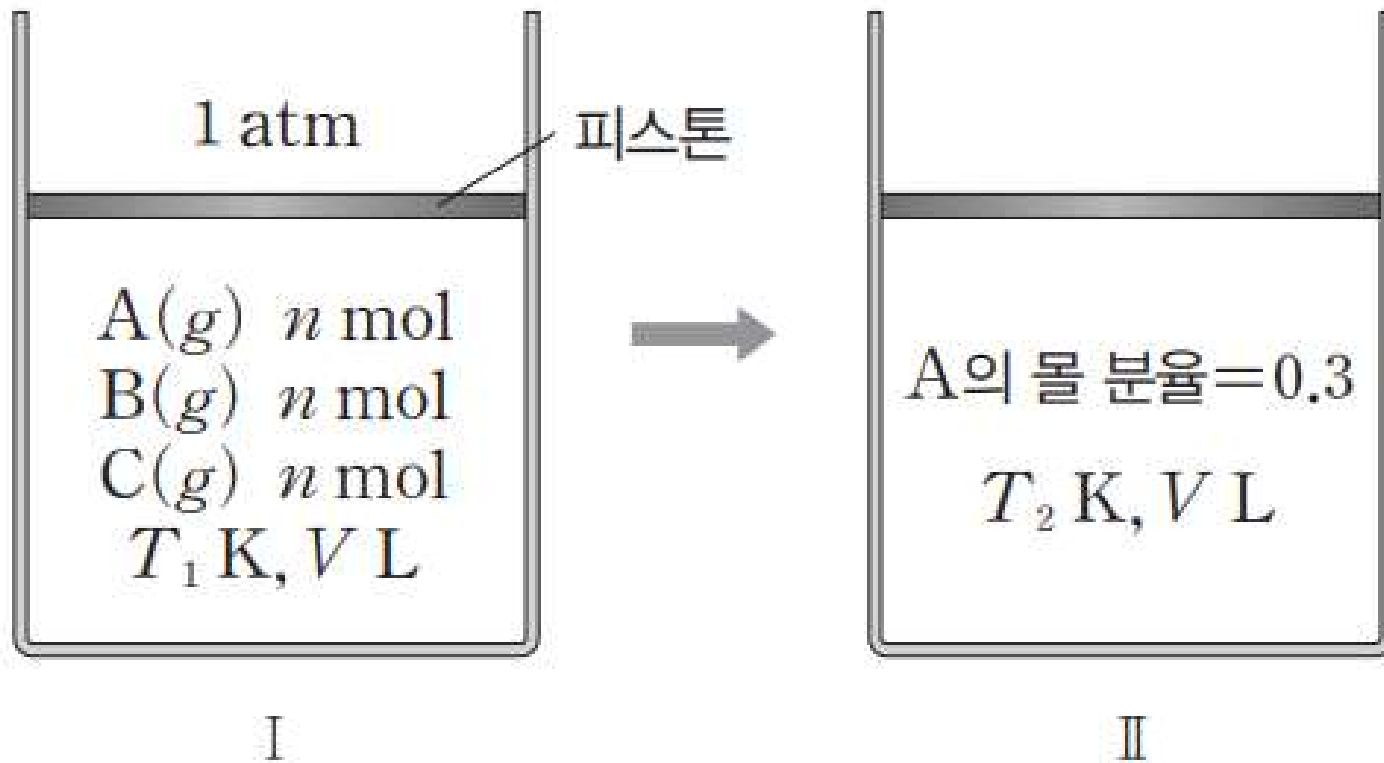 1 atm
피스톤
A(g) n mol
B(g) n mol
C(g) n mol
T₁ K, V L
A의 몰 분율=0.3
T₂ K, V L
Ⅰ
Ⅱ